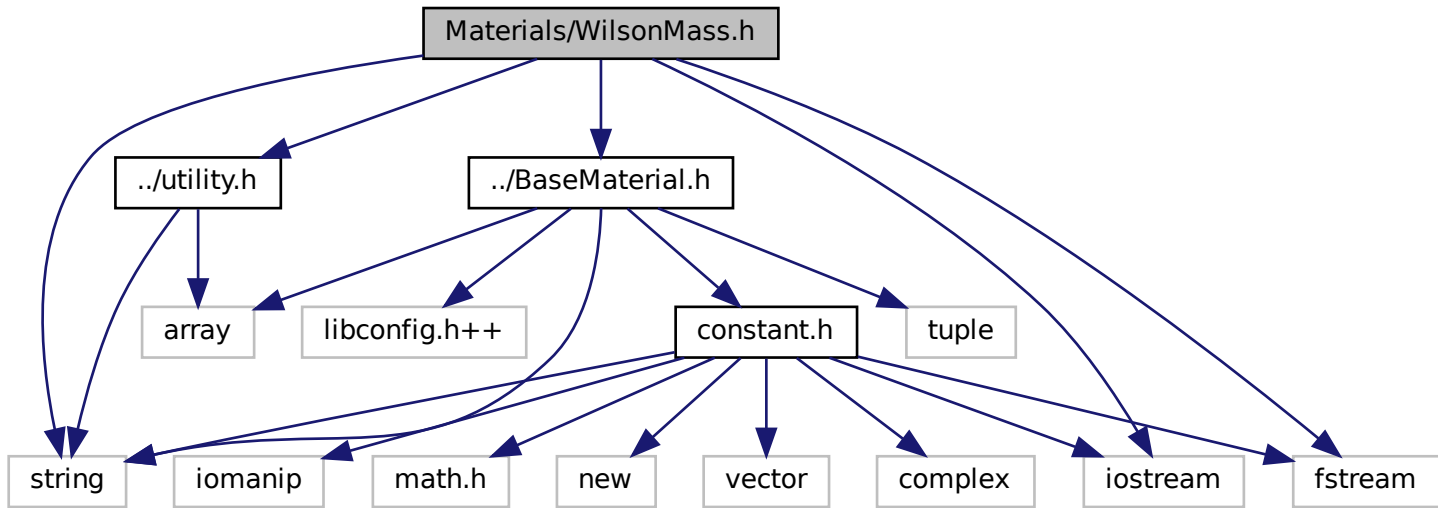 Materials/WilsonMass.h
../utility.h
../BaseMaterial.h
array
libconfig.h++
constant.h
tuple
string
iomanip
math.h
new
vector
complex
iostream
fstream